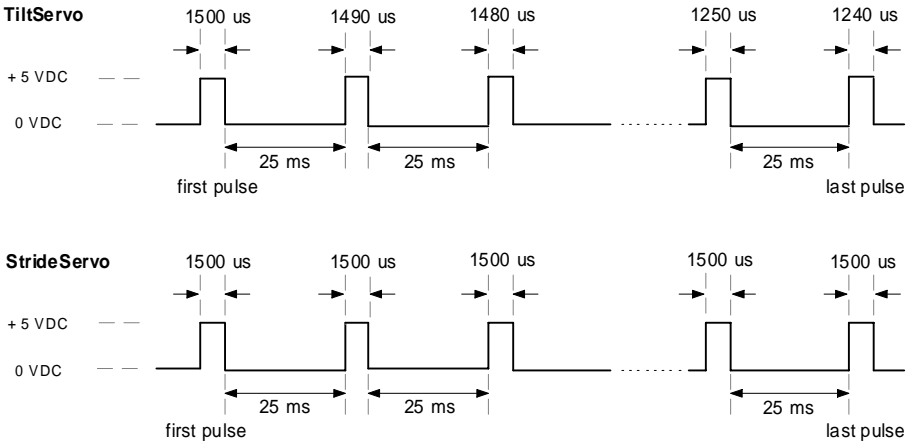 TiltServo 1500 us 1490 us 1480 us 1250 us 1240 us
+ 5 VDC
0 VDC
25 ms 25 ms 25 ms
first pulse last pulse
StrideServo 1500 us 1500 us 1500 us 1500 us 1500 us
+ 5 VDC
0 VDC
25 ms 25 ms 25 ms
first pulse last pulse